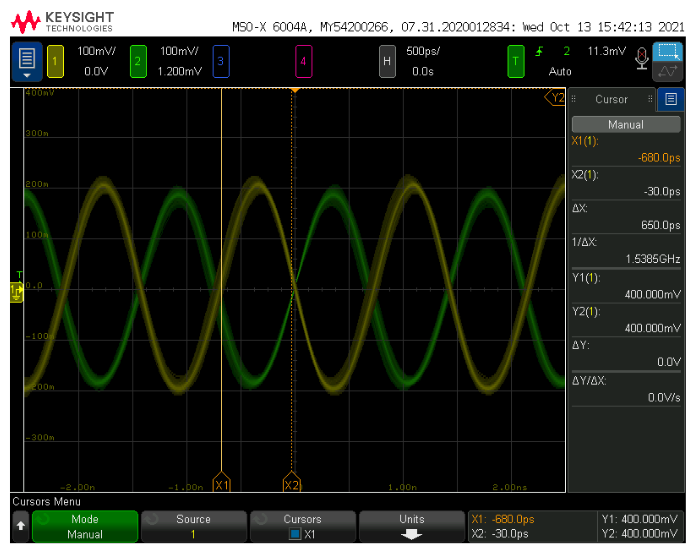 KEYSIGHT
TECHNOLOGIES
MSO-X 6004A, MY54200266, 07.31.2020012834: Wed Oct 13 15:42:13 2021
1 100mV/ 0.0V 2 100mV/ 1.200mV 3 4 H 500ps/ 0.0s T 2 11.3mV Auto
400mV
Y2
300m
200m
100m
T
0.0
-100m
-200m
-300m
-2.00n -1.00n X1 X2 1.00n 2.00ns
Cursor
Manual
X1(1):
-680.0ps
X2(1):
-30.0ps
ΔX:
650.0ps
1/ΔX:
1.5385GHz
Y1(1):
400.000mV
Y2(1):
400.000mV
ΔY:
0.0V
ΔY/ΔX:
0.0V/s
Cursors Menu
Mode Source Cursors Units X1: -680.0ps Y1: 400.000mV
Manual 1 X1 X2: -30.0ps Y2: 400.000mV